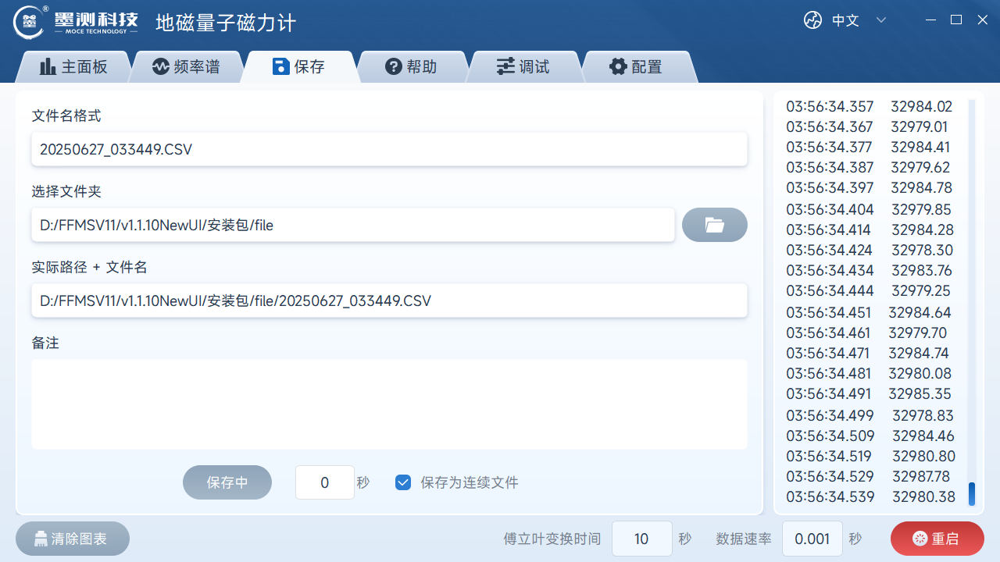 墨测科技 ®
MOCE TECHNOLOGY
地磁量子磁力计
中文
主面板
频率谱
保存
帮助
调试
配置
文件名格式
20250627_033449.CSV
选择文件夹
D:/FFMSV11/v1.1.10NewUI/安装包/file
实际路径 + 文件名
D:/FFMSV11/v1.1.10NewUI/安装包/file/20250627_033449.CSV
备注
保存中
0 秒
保存为连续文件
03:56:34.357 32984.02
03:56:34.367 32979.01
03:56:34.377 32984.41
03:56:34.387 32979.62
03:56:34.397 32984.78
03:56:34.404 32979.85
03:56:34.414 32984.28
03:56:34.424 32978.30
03:56:34.434 32983.76
03:56:34.444 32979.25
03:56:34.451 32984.64
03:56:34.461 32979.70
03:56:34.471 32984.74
03:56:34.481 32980.08
03:56:34.491 32985.35
03:56:34.499 32978.83
03:56:34.509 32984.46
03:56:34.519 32980.80
03:56:34.529 32987.78
03:56:34.539 32980.38
清除图表
傅立叶变换时间 10 秒
数据速率 0.001 秒
重启